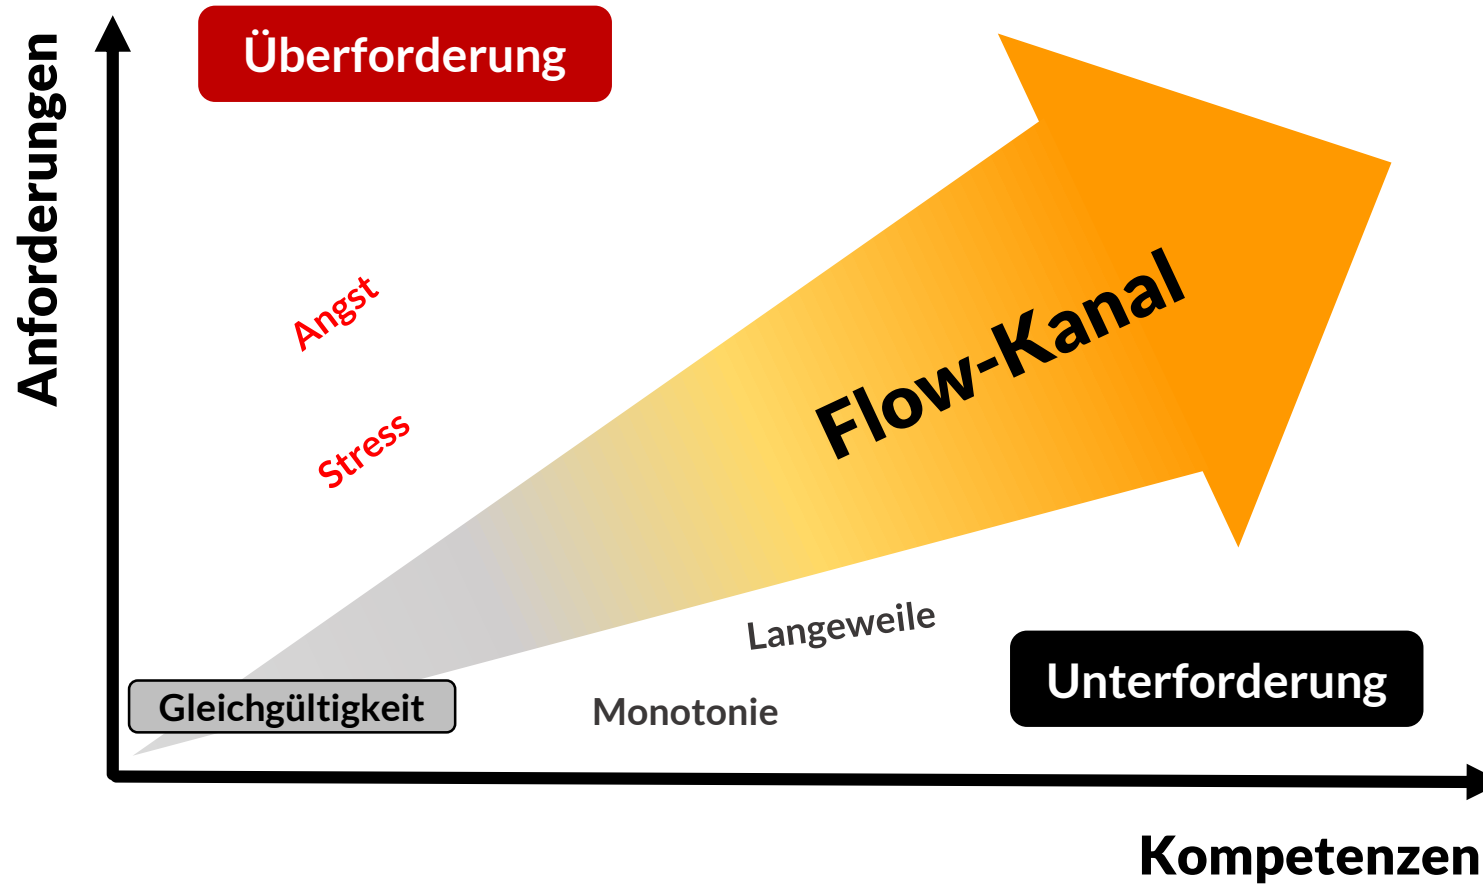 Überforderung
Anforderungen
Angst
Flow-Kanal
Stress
Langeweile
Unterforderung
Gleichgültigkeit
Monotonie
Kompetenzen